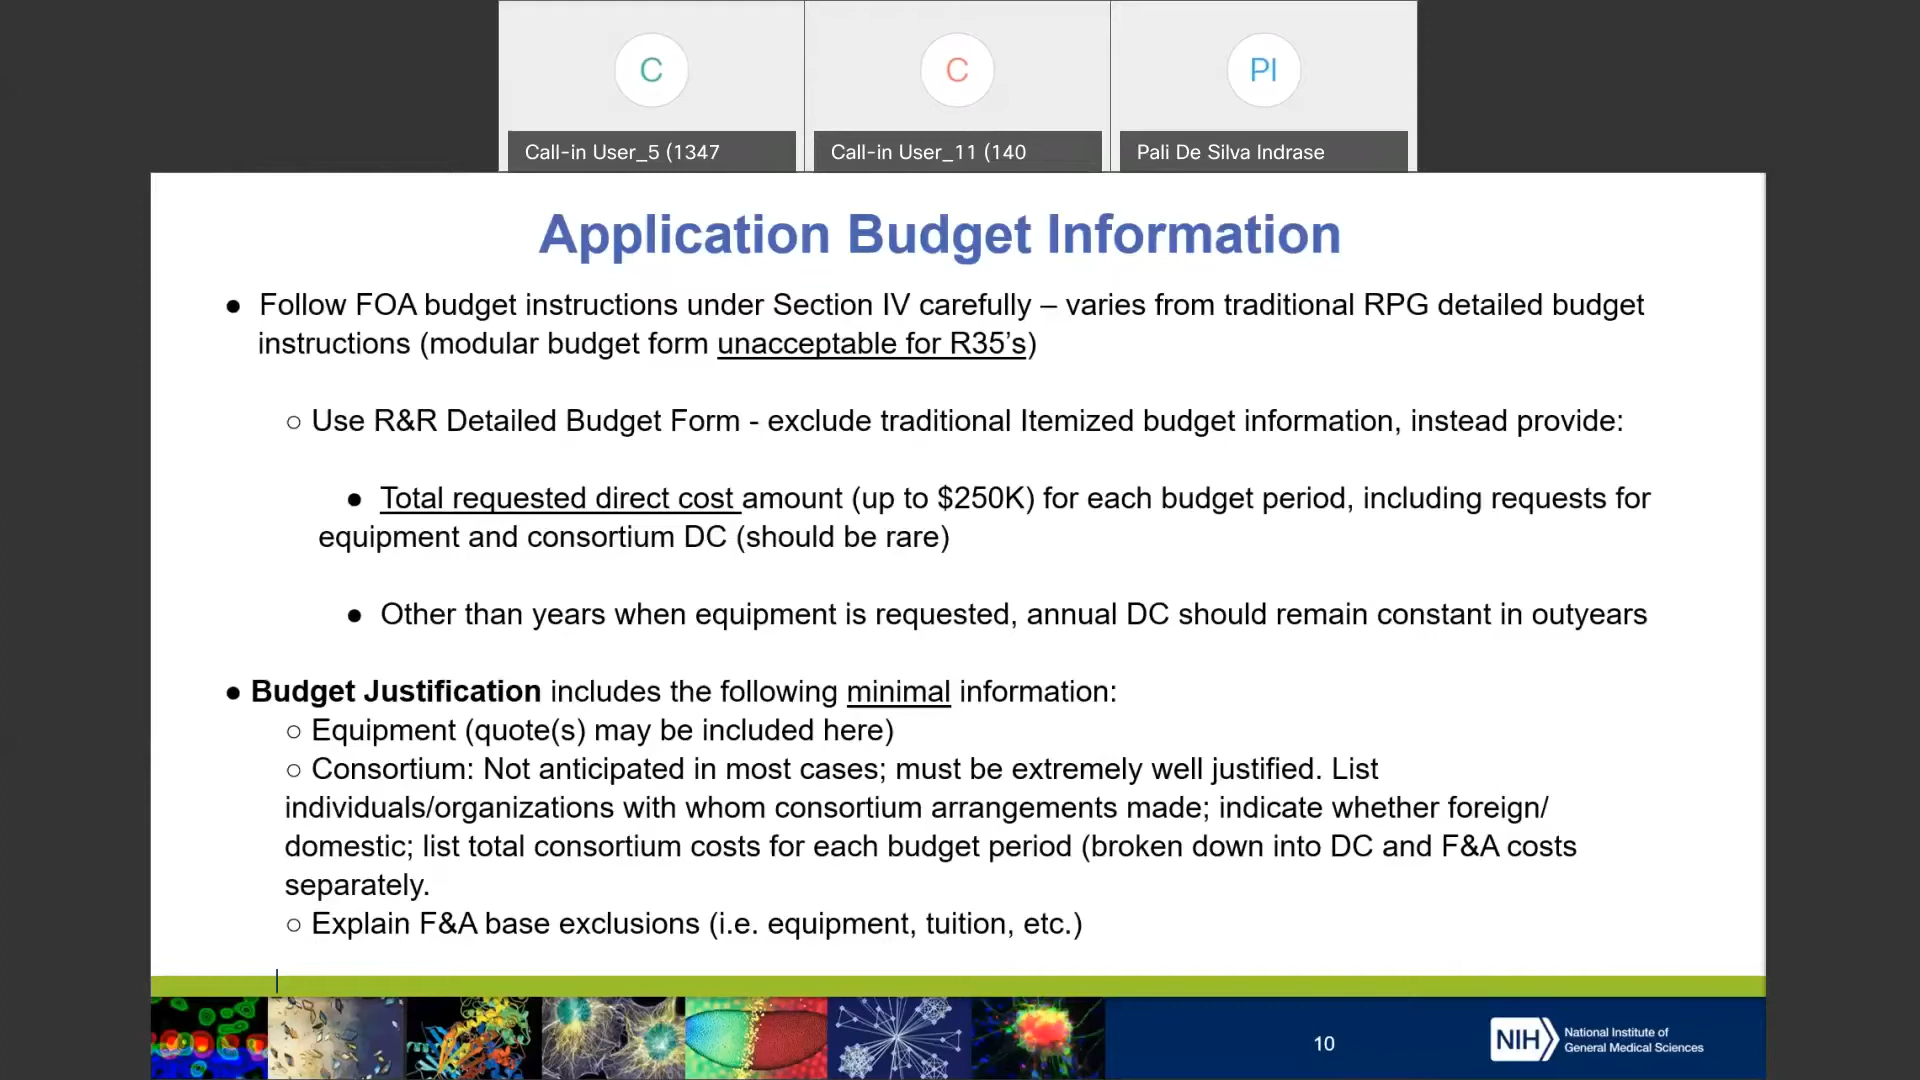 C
C
PI
Call-in User_5 (1347
Call-in User_11 (140
Pali De Silva Indrase
Application Budget Information
● Follow FOA budget instructions under Section IV carefully – varies from traditional RPG detailed budget
instructions (modular budget form unacceptable for R35’s)
○ Use R&R Detailed Budget Form - exclude traditional Itemized budget information, instead provide:
● Total requested direct cost amount (up to $250K) for each budget period, including requests for
equipment and consortium DC (should be rare)
● Other than years when equipment is requested, annual DC should remain constant in outyears
● Budget Justification includes the following minimal information:
○ Equipment (quote(s) may be included here)
○ Consortium: Not anticipated in most cases; must be extremely well justified. List
individuals/organizations with whom consortium arrangements made; indicate whether foreign/
domestic; list total consortium costs for each budget period (broken down into DC and F&A costs
separately.
○ Explain F&A base exclusions (i.e. equipment, tuition, etc.)
10
NIH
National Institute of
General Medical Sciences